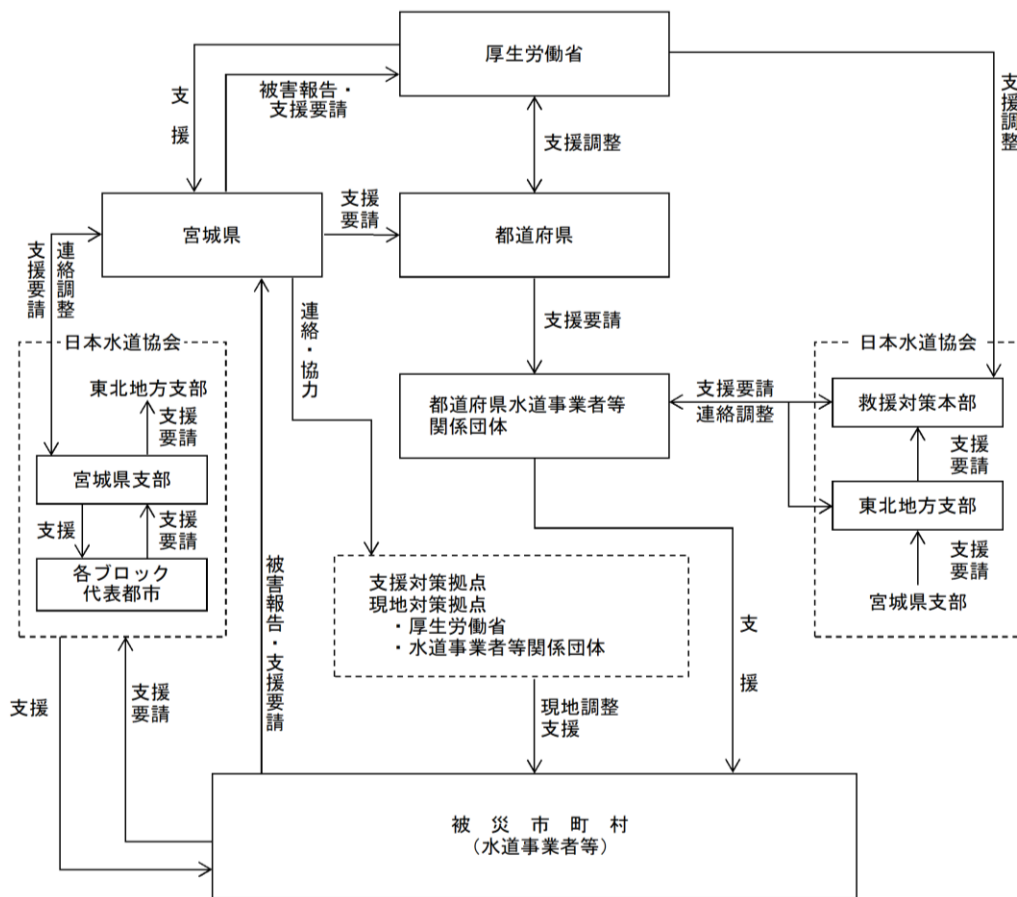 厚生労働省
支援
被害報告・
支援要請
支援調整
支援調整
宮城県
支援
要請
都道府県
支援要請
連絡調整
連絡・協力
支援要請
日本水道協会
東北地方支部
支援
要請
宮城県支部
支援
支援
要請
各ブロック
代表都市
都道府県水道事業者等
関係団体
支援要請
連絡調整
日本水道協会
救援対策本部
支援
要請
東北地方支部
支援
要請
宮城県支部
被害報告・支援要請
支援対策拠点
現地対策拠点
・厚生労働省
・水道事業者等関係団体
支援
支援
支援
要請
現地調整
支援
被災市町村
（水道事業者等）